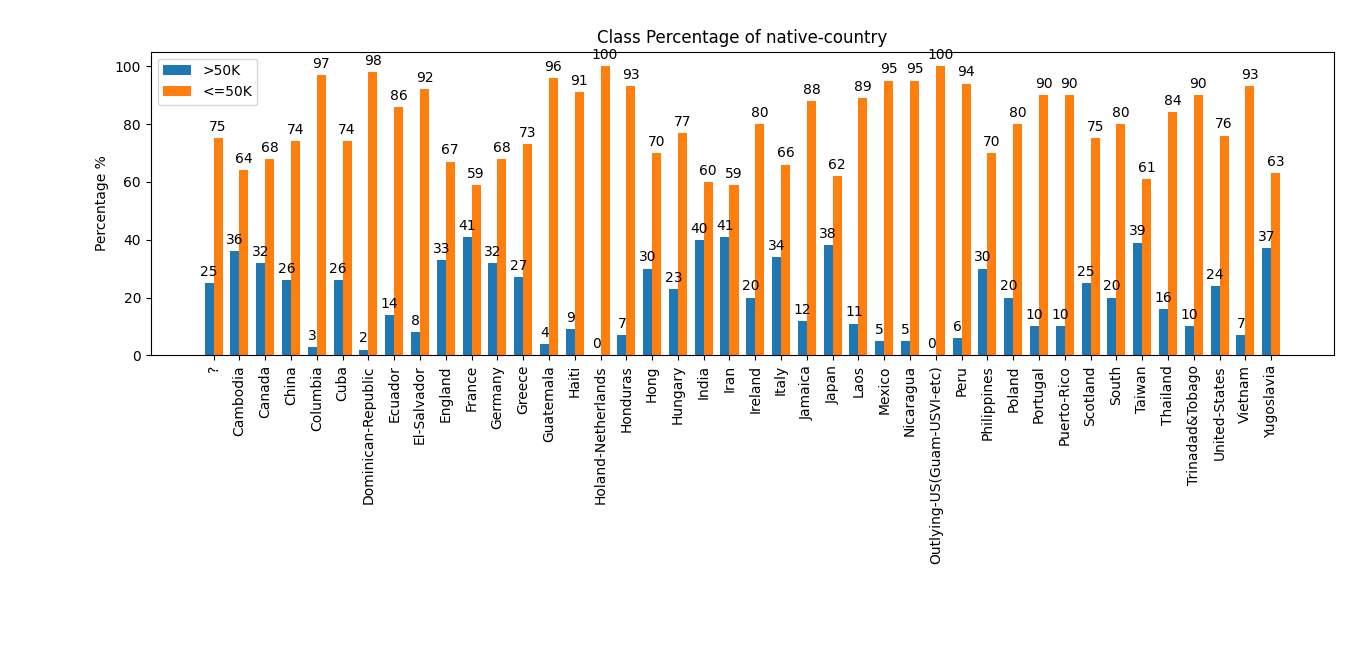 Class Percentage of native-country
>50K
<=50K
Percentage %
100
80
60
40
20
0
25 75
36 64
32 68
26 74
3 97
26 74
2 98
14 86
8 92
33 67
41 59
32 68
27 73
4 96
9 91
0 100
7 93
30 70
23 77
40 60
41 59
20 80
34 66
12 88
38 62
11 89
5 95
5 95
0 100
6 94
30 70
20 80
10 90
10 90
25 75
20 80
39 61
16 84
10 90
24 76
7 93
37 63
?
Cambodia
Canada
China
Columbia
Cuba
Dominican-Republic
Ecuador
El-Salvador
England
France
Germany
Greece
Guatemala
Haiti
Holand-Netherlands
Honduras
Hong
Hungary
India
Iran
Ireland
Italy
Jamaica
Japan
Laos
Mexico
Nicaragua
Outlying-US(Guam-USVI-etc)
Peru
Philippines
Poland
Portugal
Puerto-Rico
Scotland
South
Taiwan
Thailand
Trinadad&Tobago
United-States
Vietnam
Yugoslavia